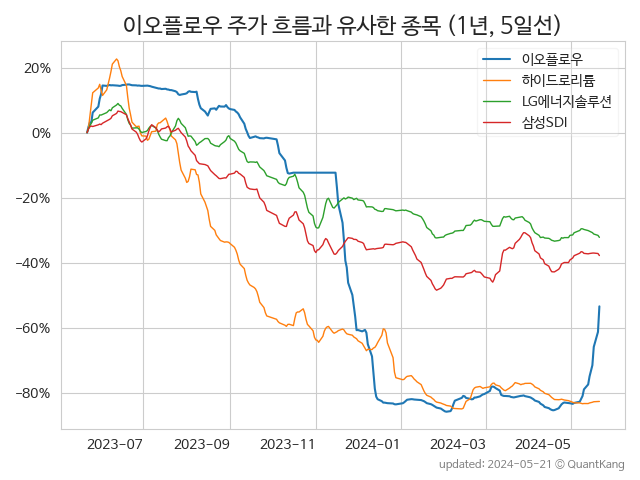 이오플로우 주가 흐름과 유사한 종목 (1년, 5일선)
이오플로우
하이드로리튬
LG에너지솔루션
삼성SDI
20%
0%
−20%
−40%
−60%
−80%
2023-07 2023-09 2023-11 2024-01 2024-03 2024-05
updated: 2024-05-21 © QuantKang